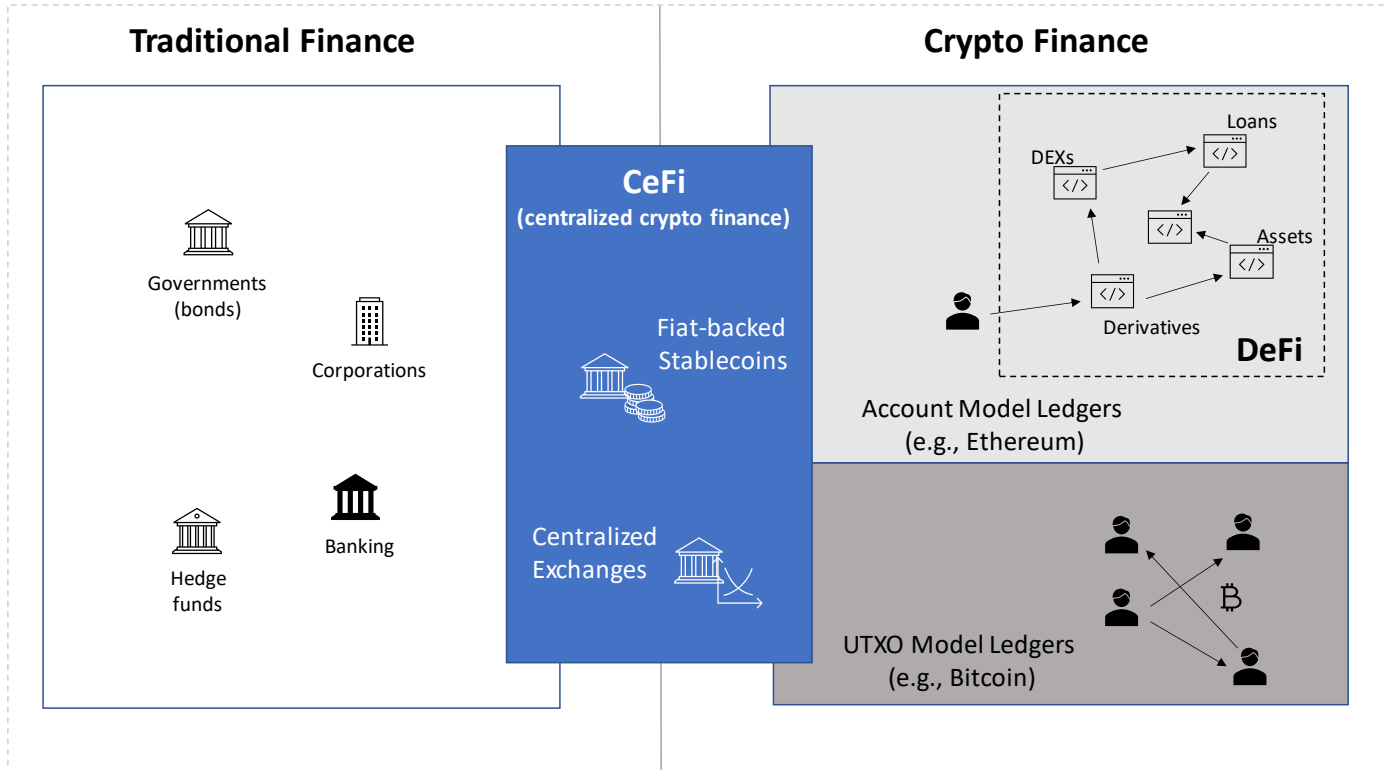 Traditional Finance
Crypto Finance
Governments
(bonds)
Corporations
Banking
Hedge
funds
CeFi
(centralized crypto finance)
Fiat-backed
Stablecoins
Centralized
Exchanges
Loans
</>
DEXs
</>
</>
Assets
</>
</>
Derivatives
DeFi
Account Model Ledgers
(e.g., Ethereum)
UTXO Model Ledgers
(e.g., Bitcoin)